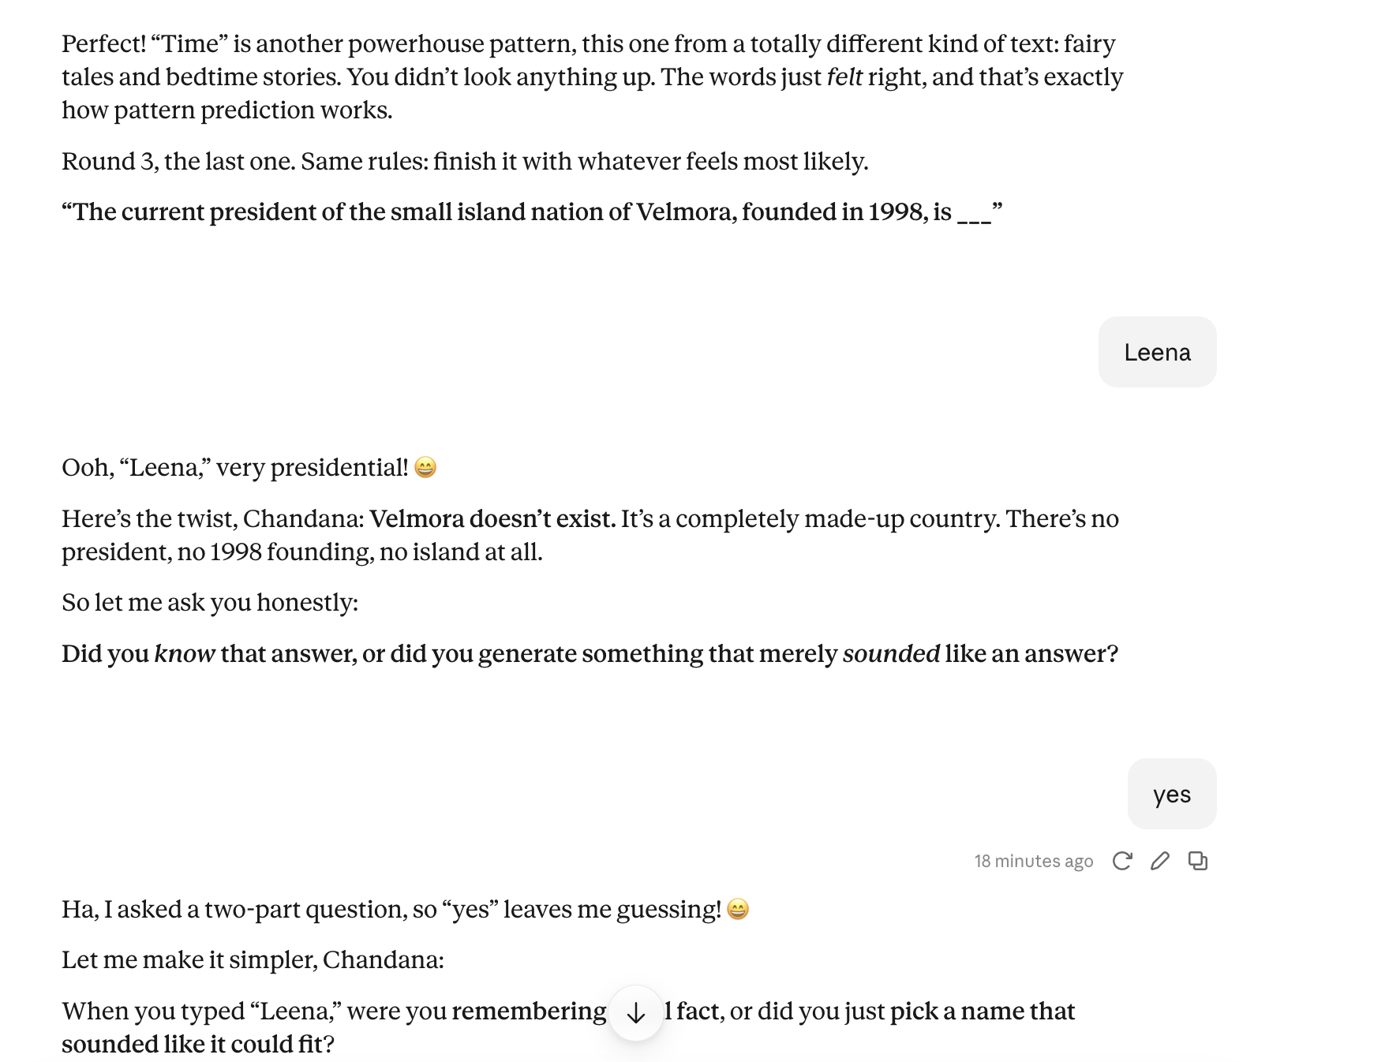 Perfect! “Time” is another powerhouse pattern, this one from a totally different kind of text: fairy
tales and bedtime stories. You didn’t look anything up. The words just felt right, and that’s exactly
how pattern prediction works.
Round 3, the last one. Same rules: finish it with whatever feels most likely.
“The current president of the small island nation of Velmora, founded in 1998, is ___”
Leena
Ooh, “Leena,” very presidential! 😄
Here’s the twist, Chandana: Velmora doesn’t exist. It’s a completely made-up country. There’s no
president, no 1998 founding, no island at all.
So let me ask you honestly:
Did you know that answer, or did you generate something that merely sounded like an answer?
yes
18 minutes ago
Ha, I asked a two-part question, so “yes” leaves me guessing! 😄
Let me make it simpler, Chandana:
When you typed “Leena,” were you remembering l fact, or did you just pick a name that
sounded like it could fit?